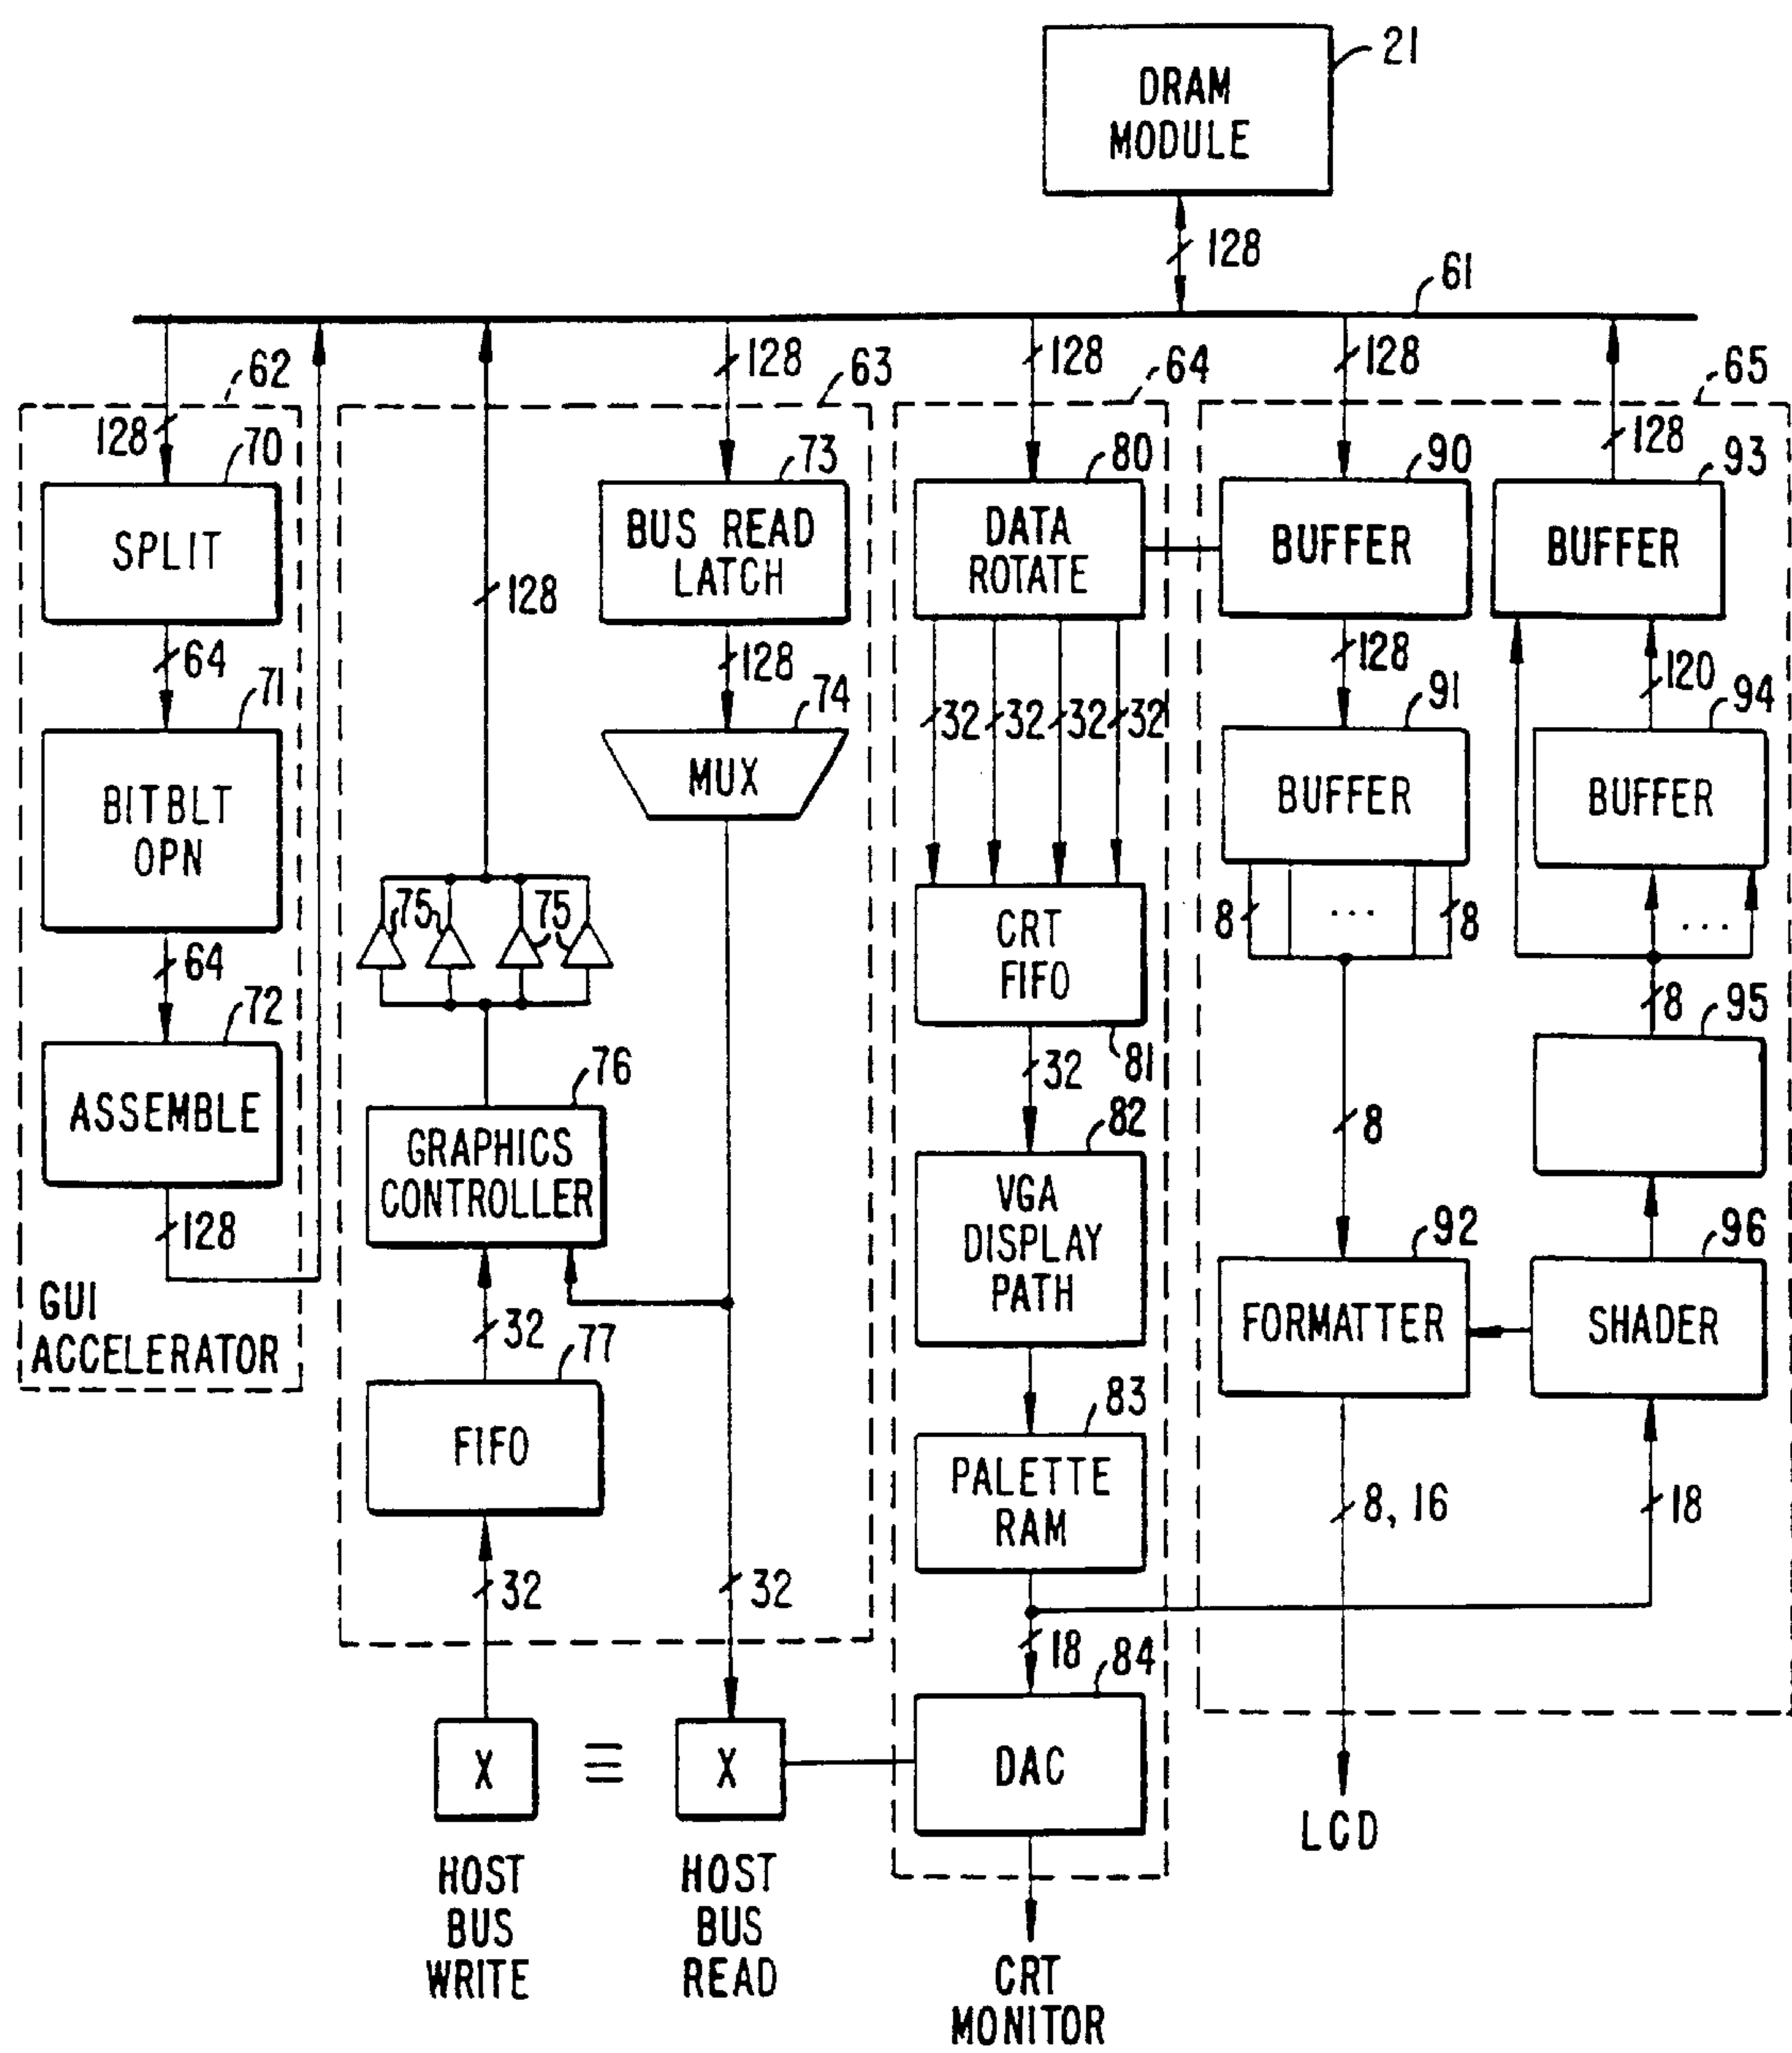 21
DRAM
MODULE
128
61
62
128
63
128
64
128
65
128
70
128
73
80
90
128
93
SPLIT
BUS READ
LATCH
DATA
ROTATE
BUFFER
BUFFER
128
64
71
128
74
32
32
32
32
128
91
120
94
BITBLT
OPN
MUX
BUFFER
BUFFER
75
75
8
...
8
...
64
72
CRT
FIFO
81
8
95
ASSEMBLE
76
GRAPHICS
CONTROLLER
32
82
8
128
VGA
DISPLAY
PATH
92
96
GUI
ACCELERATOR
32
77
FORMATTER
SHADER
FIFO
83
PALETTE
RAM
8, 16
18
32
32
18
84
X
≡
X
DAC
LCD
HOST
BUS
WRITE
HOST
BUS
READ
CRT
MONITOR